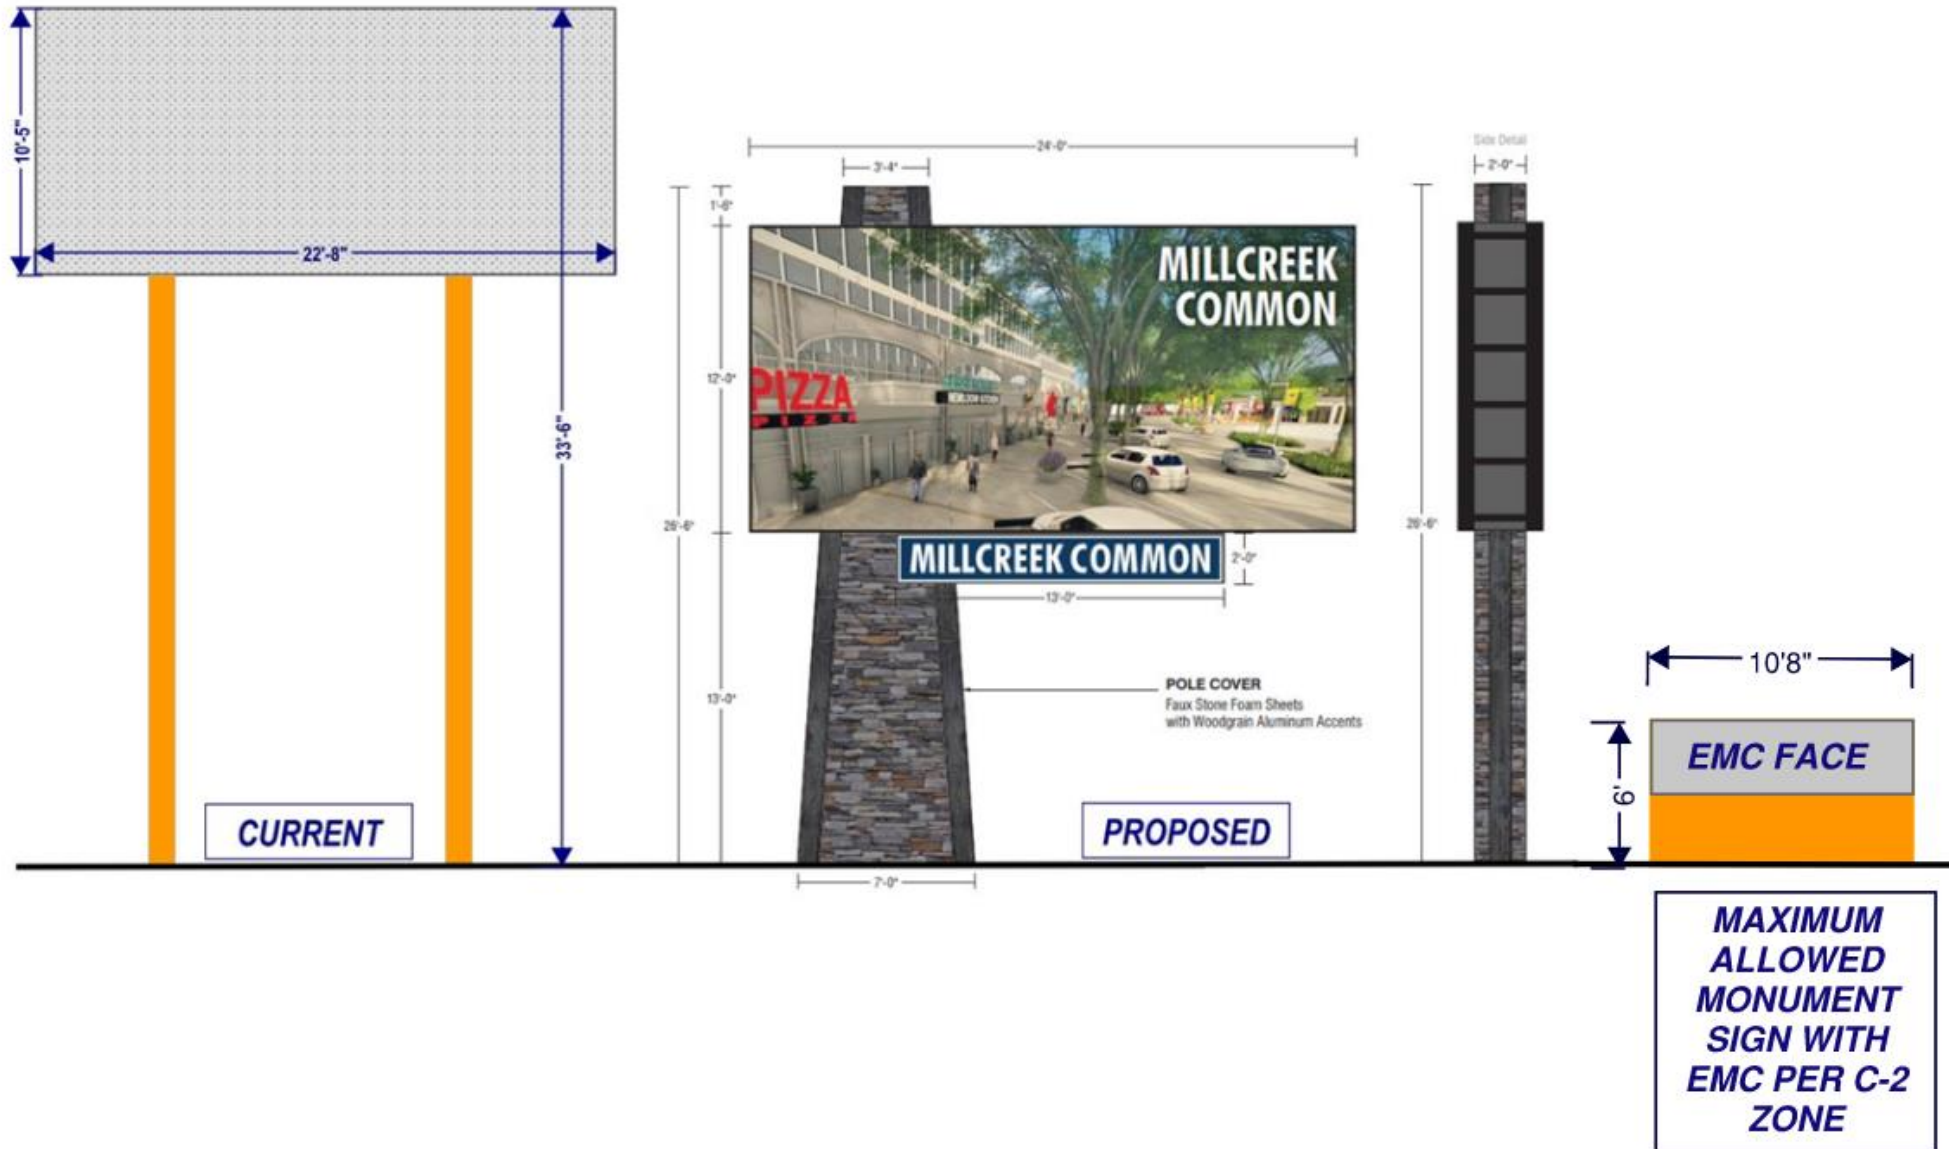 10'-5"
22'-8"
33'-6"
CURRENT
24'-0"
3'-4"
1'-6"
12'-0"
26'-6"
13'-0"
MILLCREEK
COMMON
PIZZA
PIZZA
MILLCREEK COMMON
2'-0"
13'-0"
POLE COVER
Faux Stone Foam Sheets
with Woodgrain Aluminum Accents
PROPOSED
7'-0"
Side Detail
2'-0"
26'-6"
10'8"
6'
EMC FACE
MAXIMUM
ALLOWED
MONUMENT
SIGN WITH
EMC PER C-2
ZONE